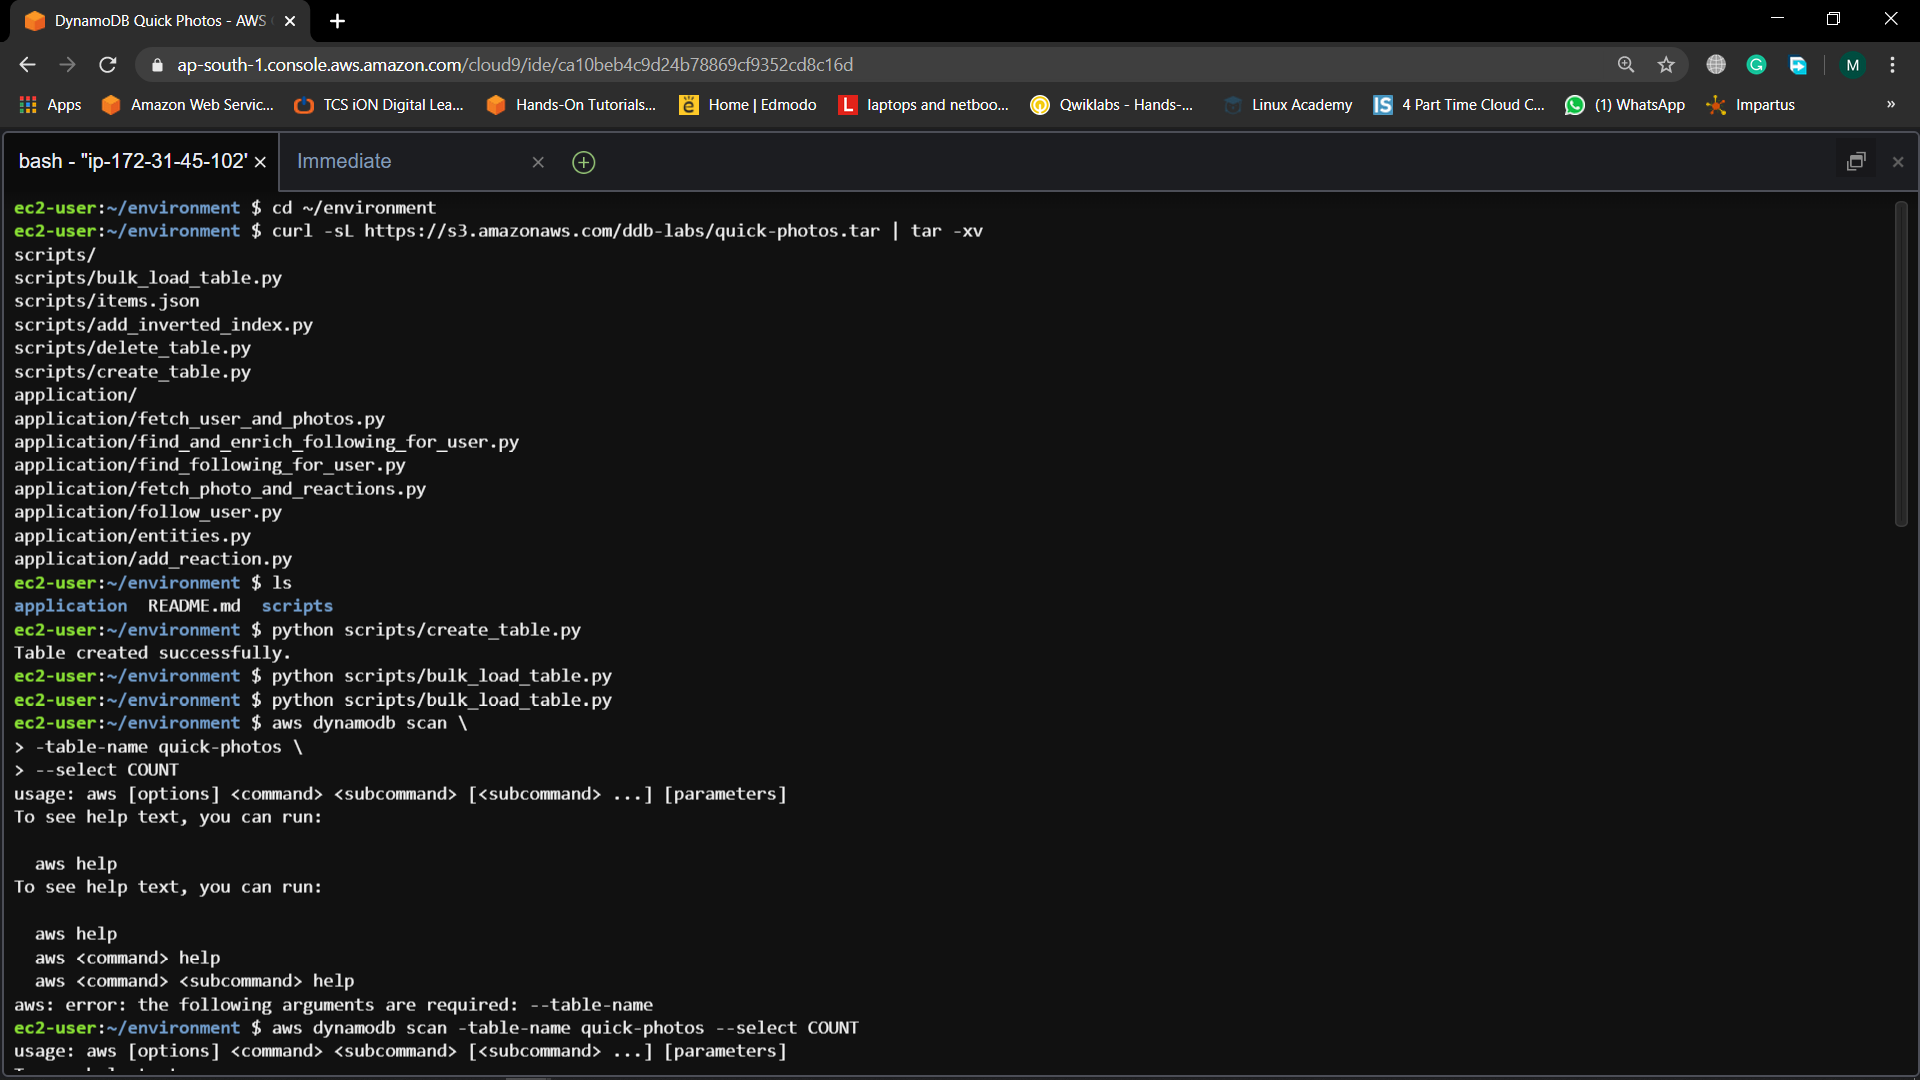 DynamoDB Quick Photos - AWS
ap-south-1.console.aws.amazon.com/cloud9/ide/ca10beb4c9d24b78869cf9352cd8c16d
M
Apps
Amazon Web Servic...
TCS iON Digital Lea...
Hands-On Tutorials...
Home | Edmodo
laptops and netboo...
Qwiklabs - Hands-...
Linux Academy
4 Part Time Cloud C...
(1) WhatsApp
Impartus
bash - "ip-172-31-45-102'
Immediate
ec2-user:~/environment $ cd ~/environment
ec2-user:~/environment $ curl -sL https://s3.amazonaws.com/ddb-labs/quick-photos.tar | tar -xv
scripts/
scripts/bulk_load_table.py
scripts/items.json
scripts/add_inverted_index.py
scripts/delete_table.py
scripts/create_table.py
application/
application/fetch_user_and_photos.py
application/find_and_enrich_following_for_user.py
application/find_following_for_user.py
application/fetch_photo_and_reactions.py
application/follow_user.py
application/entities.py
application/add_reaction.py
ec2-user:~/environment $ ls
application  README.md  scripts
ec2-user:~/environment $ python scripts/create_table.py
Table created successfully.
ec2-user:~/environment $ python scripts/bulk_load_table.py
ec2-user:~/environment $ python scripts/bulk_load_table.py
ec2-user:~/environment $ aws dynamodb scan \
> -table-name quick-photos \
> --select COUNT
usage: aws [options] <command> <subcommand> [<subcommand> ...] [parameters]
To see help text, you can run:
aws help
To see help text, you can run:
aws help
aws <command> help
aws <command> <subcommand> help
aws: error: the following arguments are required: --table-name
ec2-user:~/environment $ aws dynamodb scan -table-name quick-photos --select COUNT
usage: aws [options] <command> <subcommand> [<subcommand> ...] [parameters]